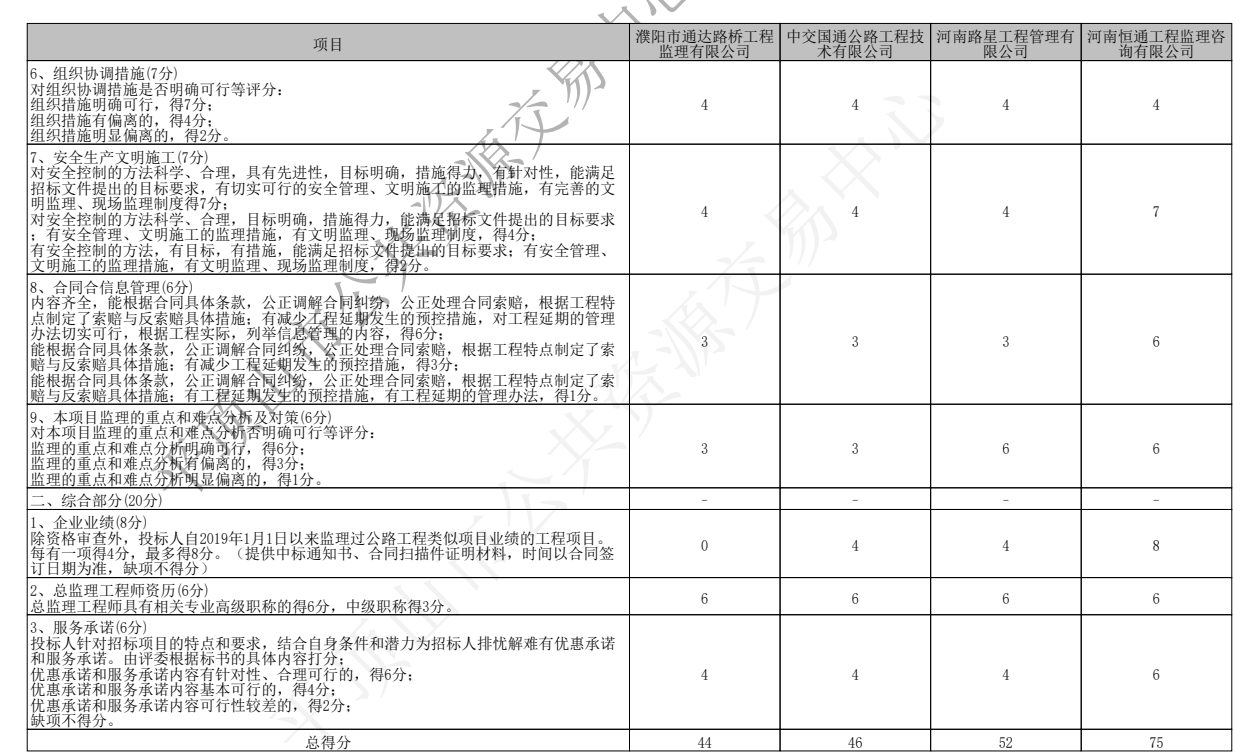 项目
濮阳市通达路桥工程
监理有限公司
中交国通公路工程技
术有限公司
河南路星工程管理有
限公司
河南恒通工程监理咨
询有限公司
6、组织协调措施(7分)
对组织协调措施是否明确可行等评分：
组织措施明确可行，得7分；
组织措施有偏离的，得4分；
组织措施明显偏离的，得2分。
4
4
4
4
7、安全生产文明施工(7分)
对安全控制的方法科学、合理，具有先进性，目标明确，措施得力，有针对性，能满足
招标文件提出的目标要求，有切实可行的安全管理、文明施工的监理措施，有完善的文
明监理、现场监理制度得7分；
对安全控制的方法科学、合理，目标明确，措施得力，能满足招标文件提出的目标要求
；有安全管理、文明施工的监理措施，有文明监理、现场监理制度，得4分；
有安全控制的方法，有目标，有措施，能满足招标文件提出的目标要求；有安全管理、
文明施工的监理措施，有文明监理、现场监理制度，得2分。
4
4
4
7
8、合同合信息管理(6分)
内容齐全，能根据合同具体条款，公正调解合同纠纷，公正处理合同索赔，根据工程特
点制定了索赔与反索赔具体措施；有减少工程延期发生的预控措施，对工程延期的管理
办法切实可行，根据工程实际，列举信息管理的内容，得6分；
能根据合同具体条款，公正调解合同纠纷，公正处理合同索赔，根据工程特点制定了索
赔与反索赔具体措施；有减少工程延期发生的预控措施，得3分；
能根据合同具体条款，公正调解合同纠纷，公正处理合同索赔，根据工程特点制定了索
赔与反索赔具体措施；有工程延期发生的预控措施，有工程延期的管理办法，得1分。
3
3
3
6
9、本项目监理的重点和难点分析及对策(6分)
对本项目监理的重点和难点分析否明确可行等评分：
监理的重点和难点分析明确可行，得6分；
监理的重点和难点分析有偏离的，得3分；
监理的重点和难点分析明显偏离的，得1分。
3
3
6
6
二、综合部分(20分)
-
-
-
-
1、企业业绩(8分)
除资格审查外，投标人自2019年1月1日以来监理过公路工程类似项目业绩的工程项目。
每有一项得4分，最多得8分。（提供中标通知书、合同扫描件证明材料，时间以合同签
订日期为准，缺项不得分）
0
4
4
8
2、总监理工程师资历(6分)
总监理工程师具有相关专业高级职称的得6分，中级职称得3分。
6
6
6
6
3、服务承诺(6分)
投标人针对招标项目的特点和要求，结合自身条件和潜力为招标人排忧解难有优惠承诺
和服务承诺。由评委根据标书的具体内容打分；
优惠承诺和服务承诺内容有针对性、合理可行的，得6分；
优惠承诺和服务承诺内容基本可行的，得4分；
优惠承诺和服务承诺内容可行性较差的，得2分；
缺项不得分。
4
4
4
6
总得分
44
46
52
75
平顶山市公共资源交易中心
平顶山市公共资源交易中心